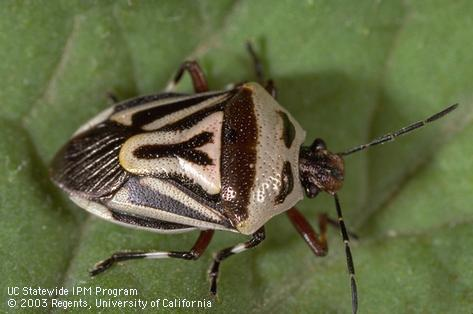 UC Statewide IPM Program
© 2003 Regents, University of California